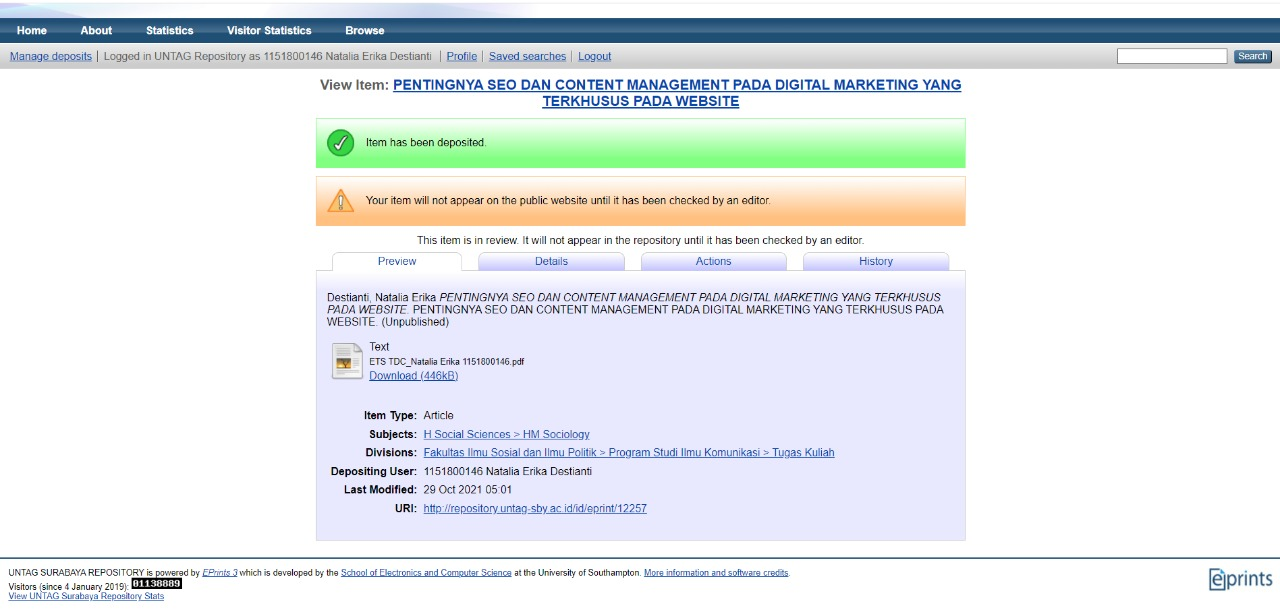 Home About Statistics Visitor Statistics Browse
Manage deposits | Logged in UNTAG Repository as 1151800146 Natalia Erika Destianti | Profile | Saved searches | Logout Search
View Item: PENTINGNYA SEO DAN CONTENT MANAGEMENT PADA DIGITAL MARKETING YANG
TERKHUSUS PADA WEBSITE
Item has been deposited.
Your item will not appear on the public website until it has been checked by an editor.
This item is in review. It will not appear in the repository until it has been checked by an editor.
Preview Details Actions History
Destianti, Natalia Erika PENTINGNYA SEO DAN CONTENT MANAGEMENT PADA DIGITAL MARKETING YANG TERKHUSUS
PADA WEBSITE. PENTINGNYA SEO DAN CONTENT MANAGEMENT PADA DIGITAL MARKETING YANG TERKHUSUS PADA
WEBSITE. (Unpublished)
Text
ETS TDC_Natalia Erika 1151800146.pdf
Download (446kB)
Item Type: Article
Subjects: H Social Sciences > HM Sociology
Divisions: Fakultas Ilmu Sosial dan Ilmu Politik > Program Studi Ilmu Komunikasi > Tugas Kuliah
Depositing User: 1151800146 Natalia Erika Destianti
Last Modified: 29 Oct 2021 05:01
URI: http://repository.untag-sby.ac.id/id/eprint/12257
UNTAG SURABAYA REPOSITORY is powered by EPrints 3 which is developed by the School of Electronics and Computer Science at the University of Southampton. More information and software credits.
Visitors (since 4 January 2019): 01138889
View UNTAG Surabaya Repository Stats
eprints